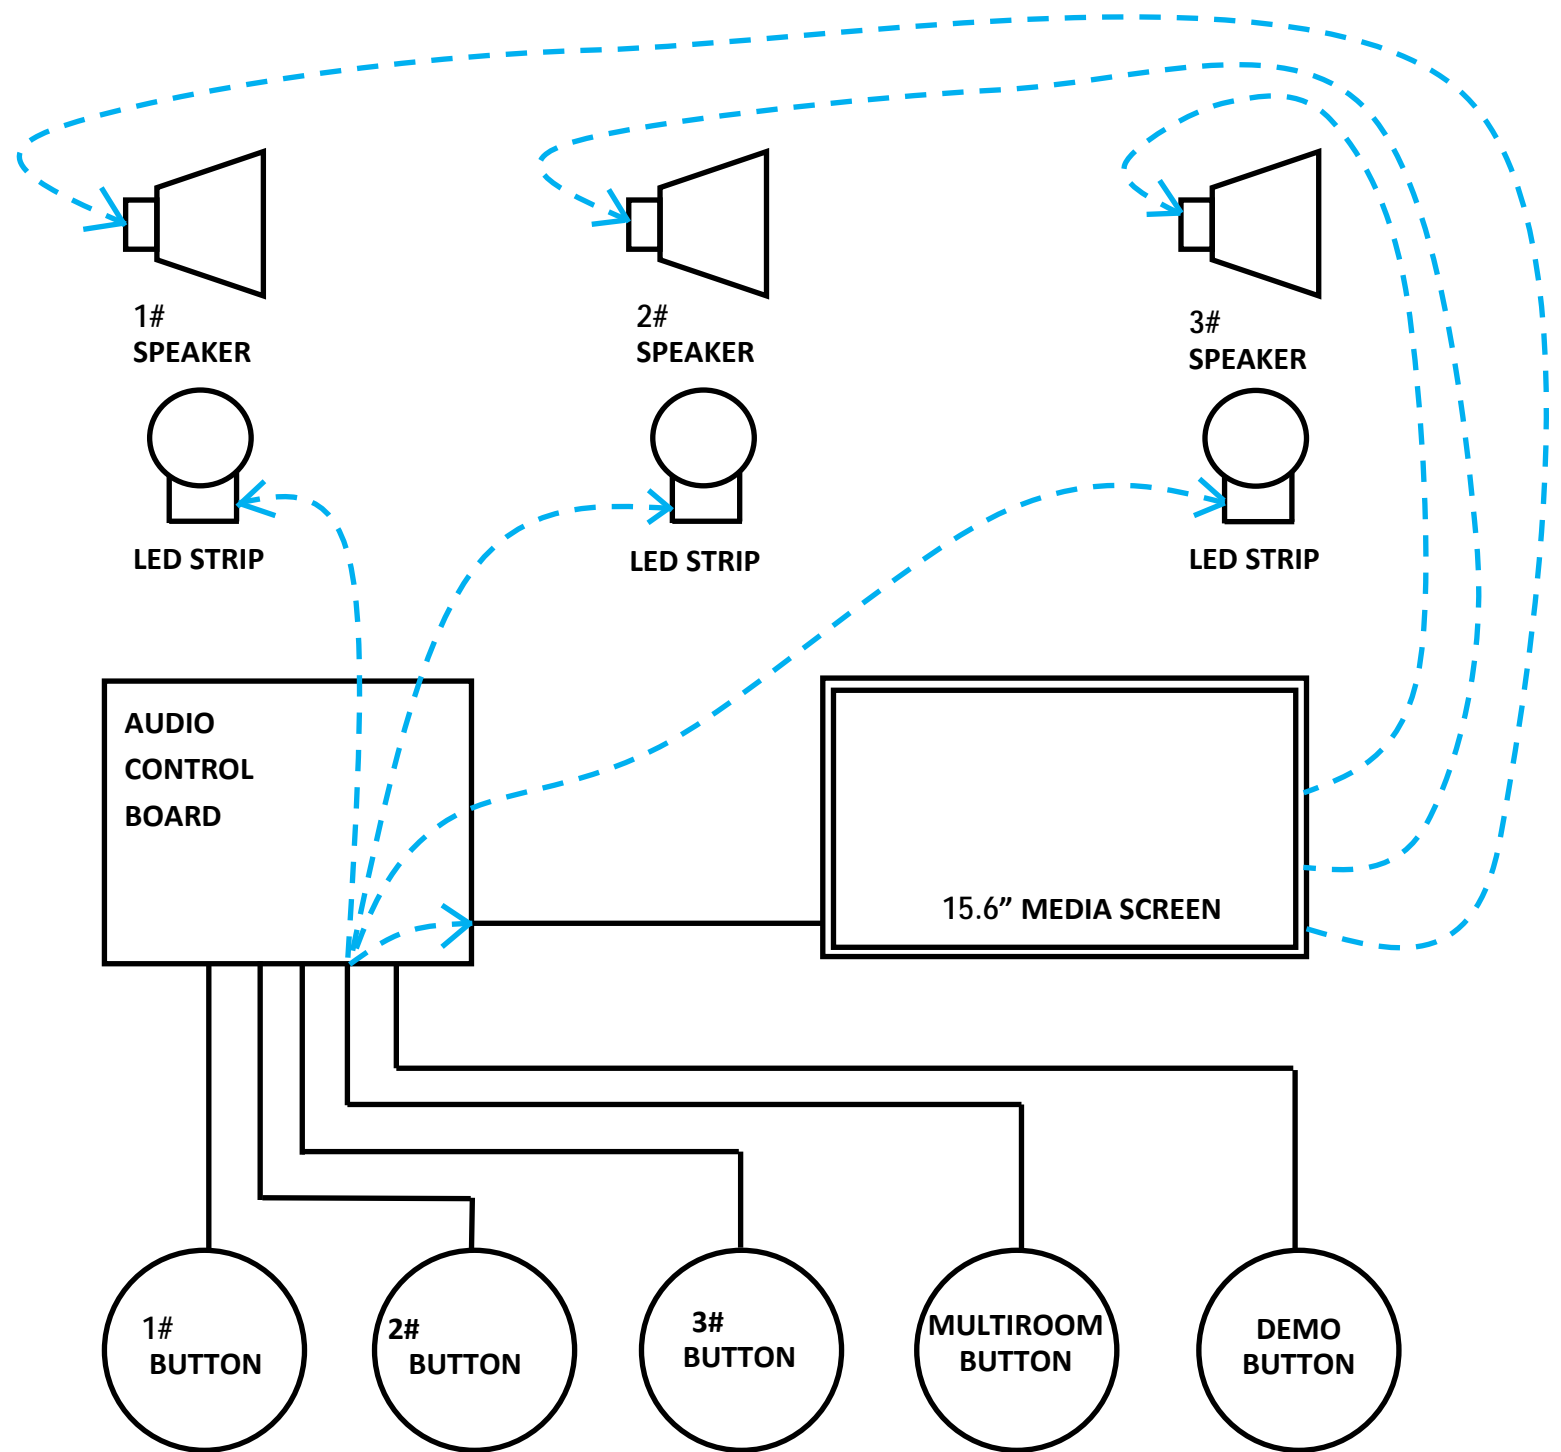 1#
SPEAKER
2#
SPEAKER
3#
SPEAKER
LED STRIP
LED STRIP
LED STRIP
AUDIO
CONTROL
BOARD
15.6” MEDIA SCREEN
1#
BUTTON
2#
BUTTON
3#
BUTTON
MULTIROOM
BUTTON
DEMO
BUTTON